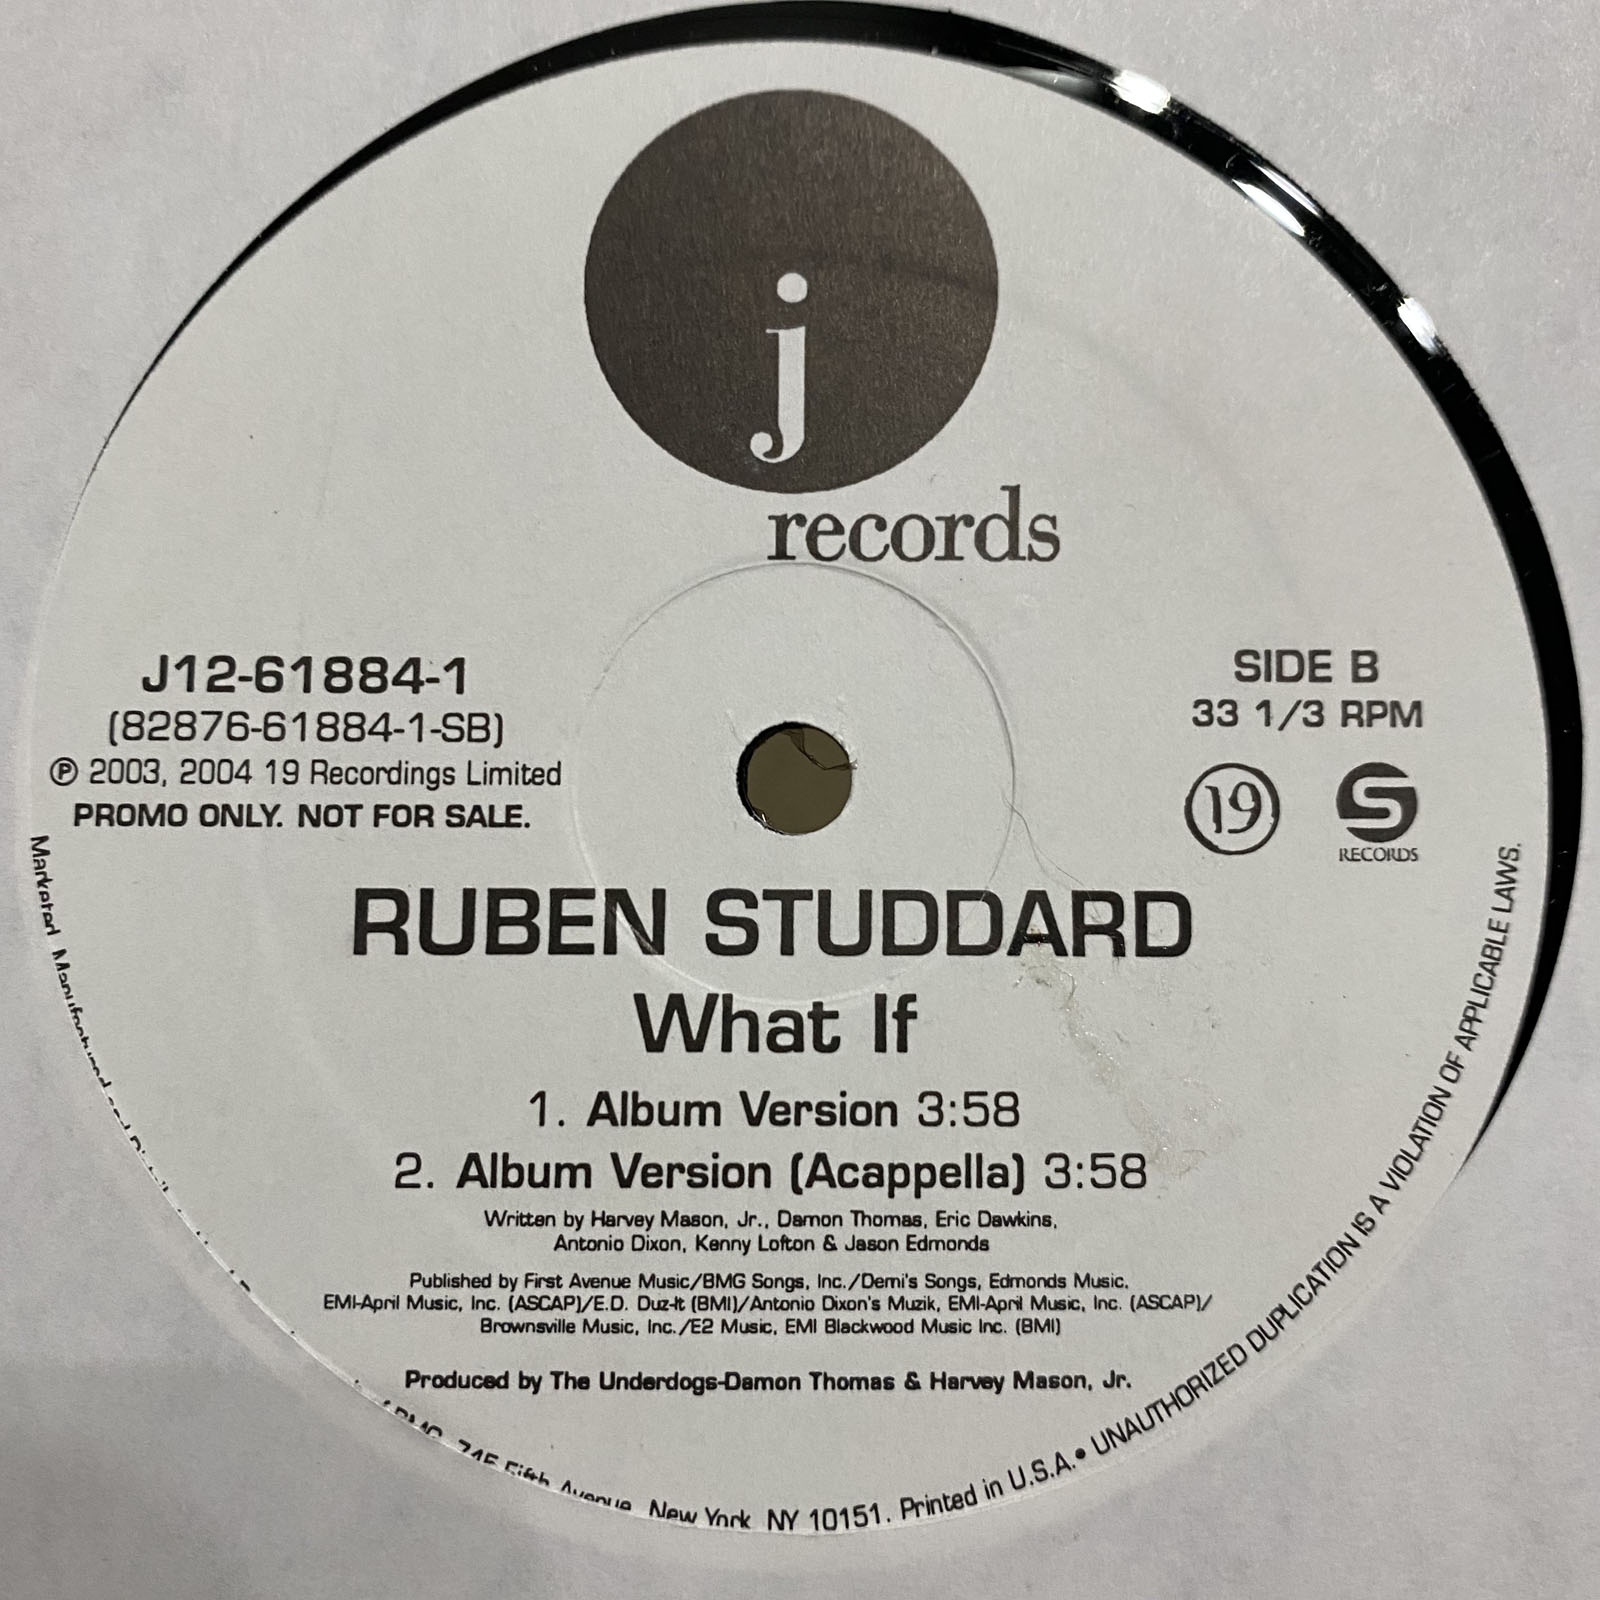 j
records
J12-61884-1
(82876-61884-1-SB)
℗ 2003, 2004 19 Recordings Limited
PROMO ONLY. NOT FOR SALE.
SIDE B
33 1/3 RPM
19
S
RECORDS
RUBEN STUDDARD
What If
1. Album Version 3:58
2. Album Version (Acappella) 3:58
Written by Harvey Mason, Jr., Damon Thomas, Eric Dawkins,
Antonio Dixon, Kenny Lofton & Jason Edmonds
Published by First Avenue Music/BMG Songs, Inc./Demi's Songs, Edmonds Music,
EMI-April Music, Inc. (ASCAP)/E.D. Duz-It (BMI)/Antonio Dixon's Muzik, EMI-April Music, Inc. (ASCAP)/
Brownsville Music, Inc./E2 Music, EMI Blackwood Music Inc. (BMI)
Produced by The Underdogs-Damon Thomas & Harvey Mason, Jr.
Marketed, Manufactured and BMG, 745 Fifth Avenue, New York, NY 10151. Printed in U.S.A.• UNAUTHORIZED DUPLICATION IS A VIOLATION OF APPLICABLE LAWS.